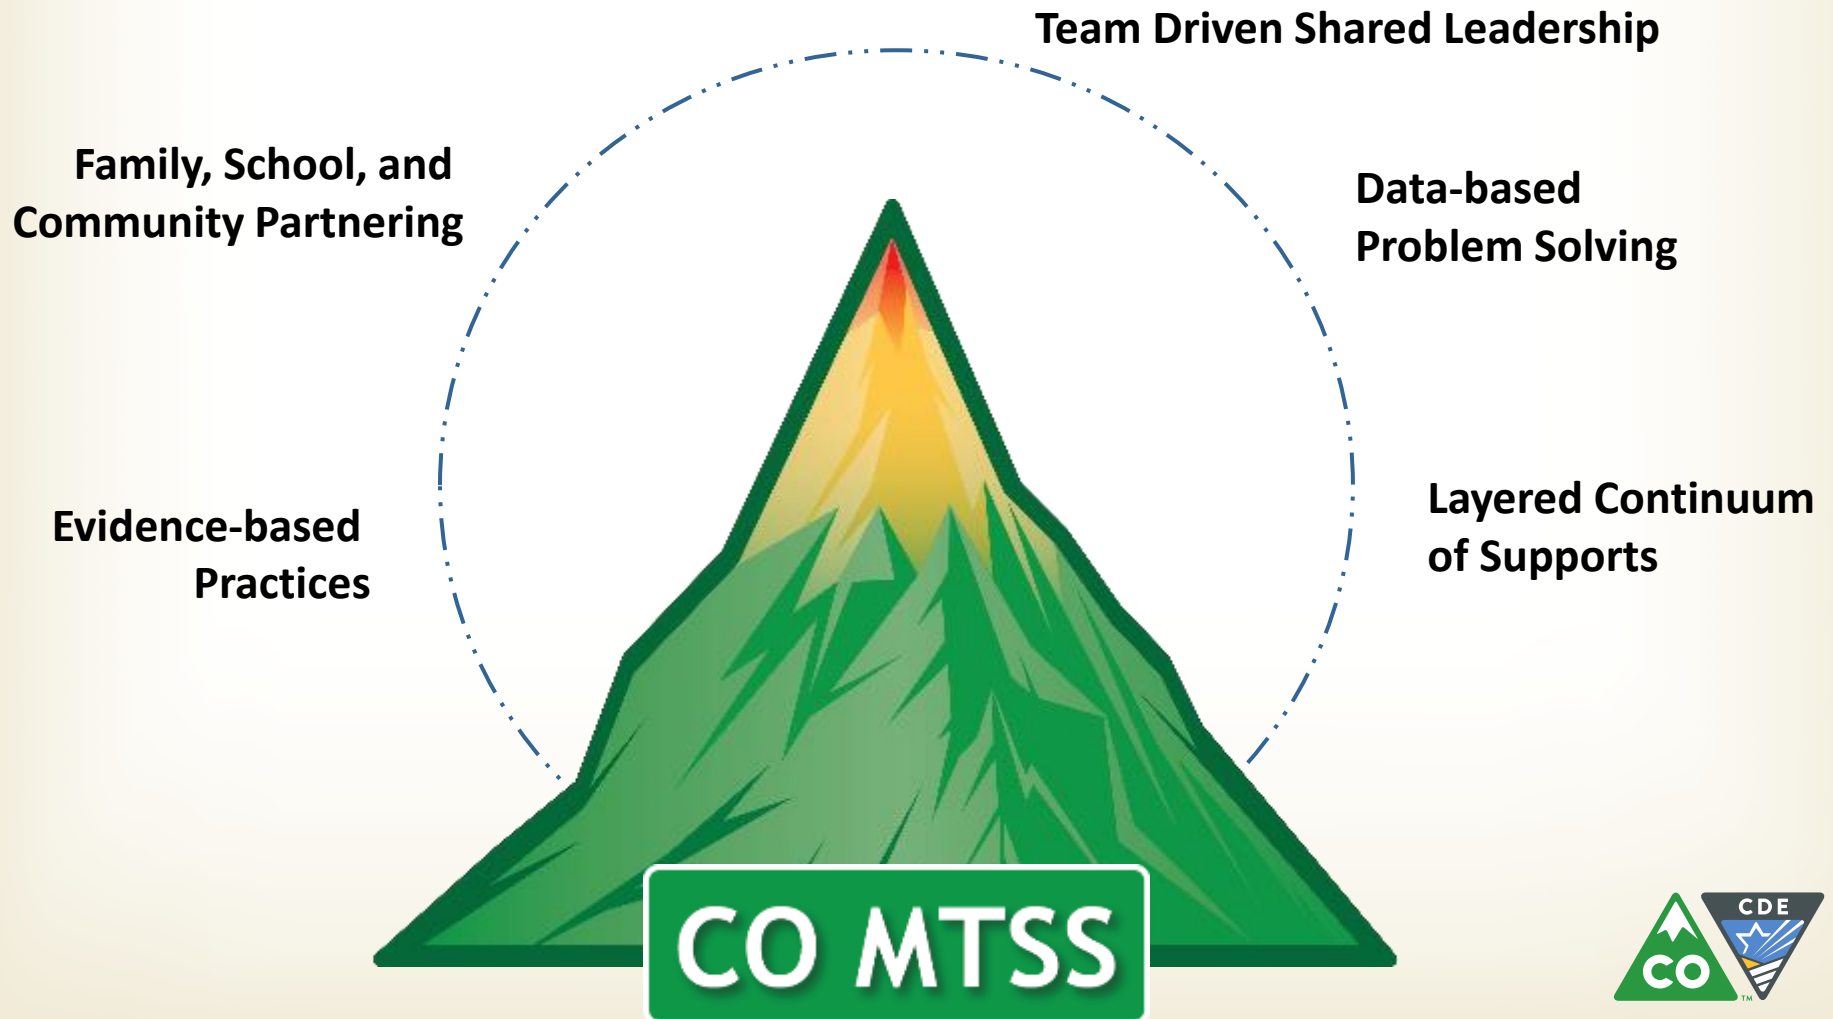 Team Driven Shared Leadership
Family, School, and
Community Partnering
Data-based
Problem Solving
Evidence-based
Practices
Layered Continuum
of Supports
CO MTSS
CO
TM
CDE